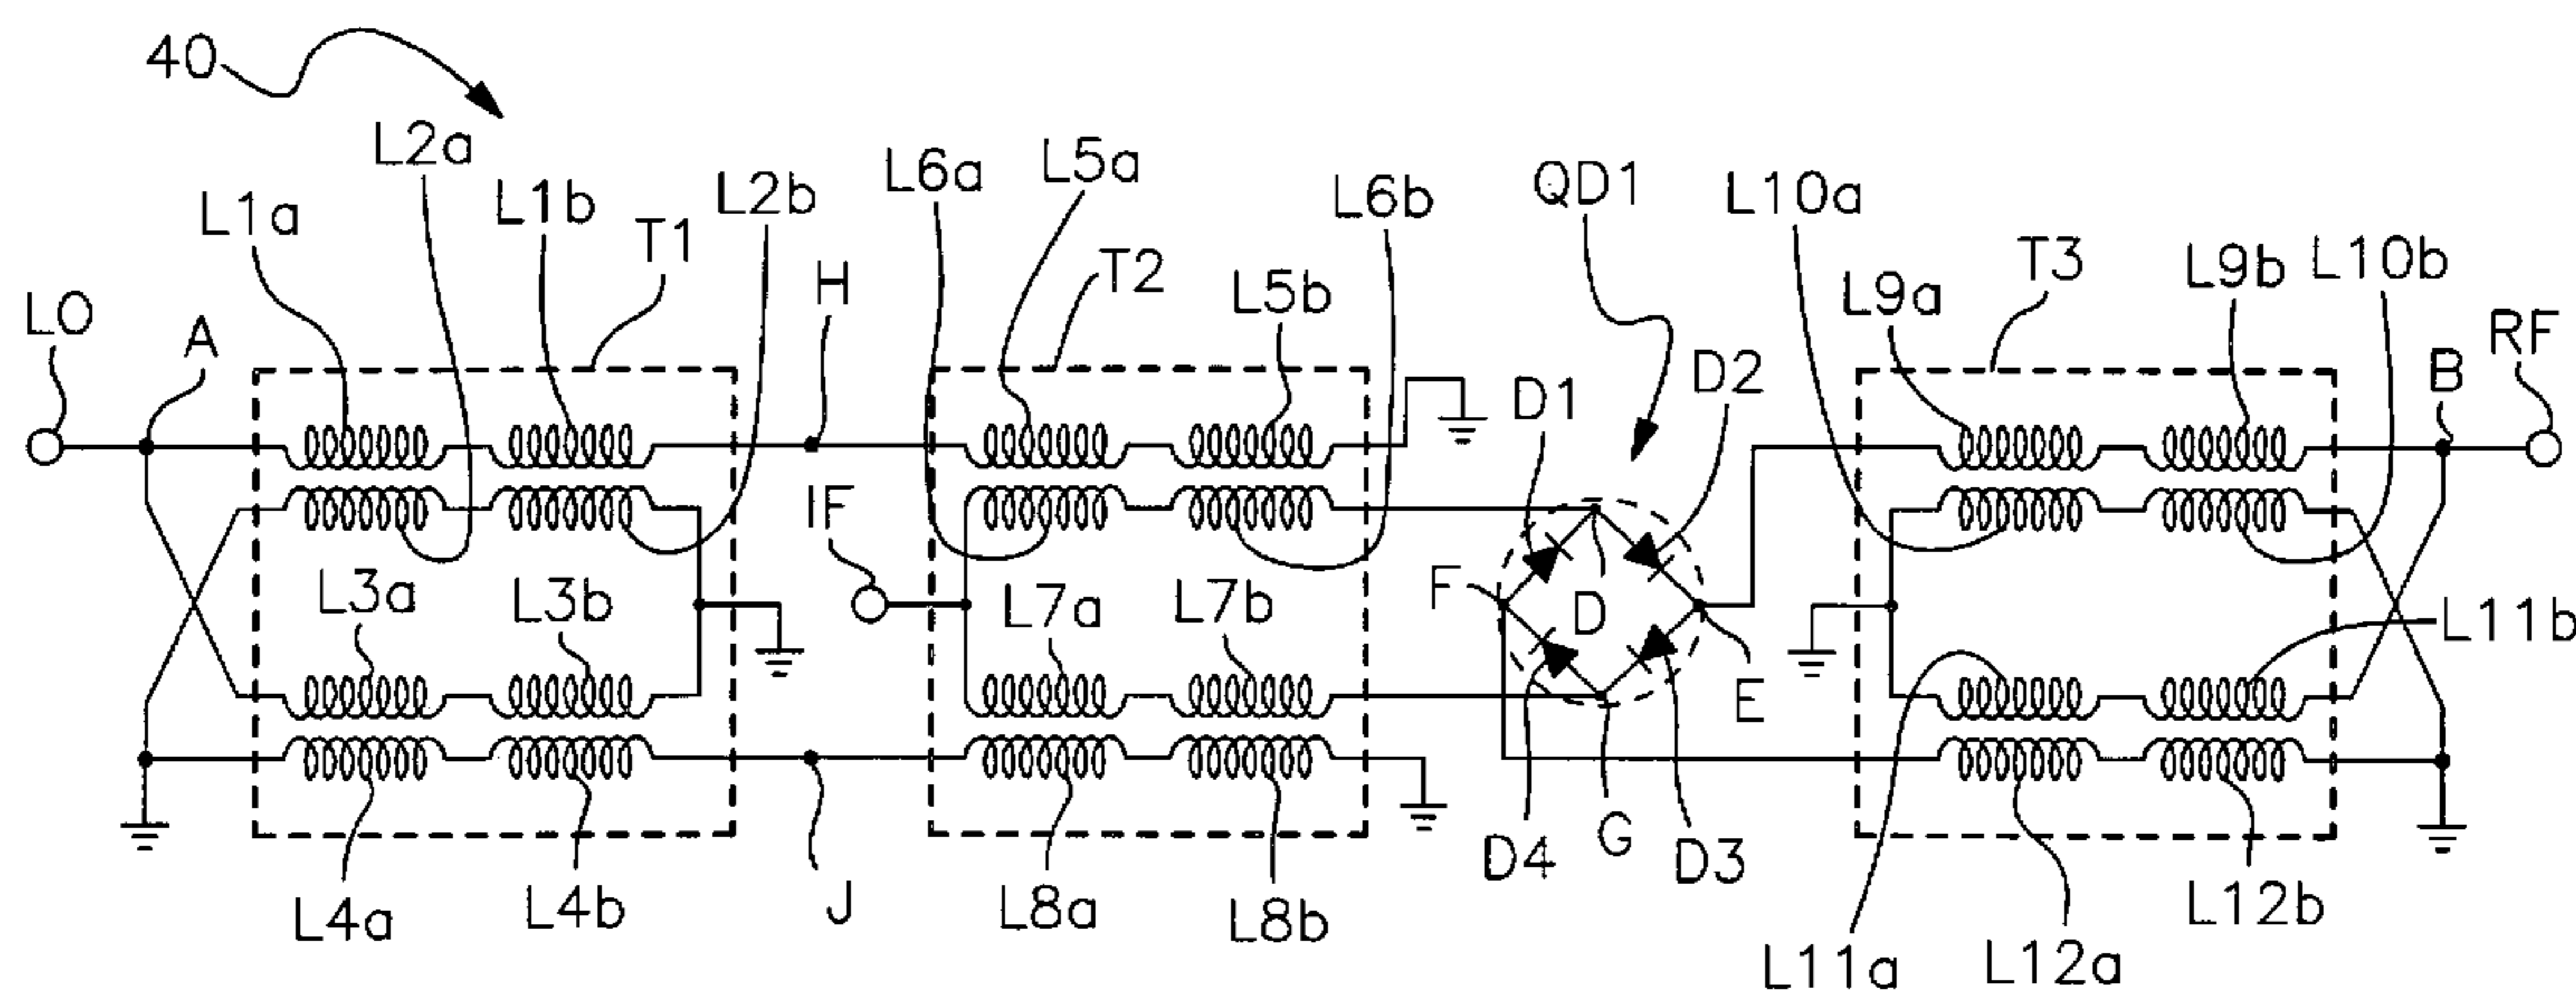 40
L2a
L1a
L1b
T1
L2b
H
L6a
L5a
T2
L5b
L6b
QD1
L10a
T3
L9a
L9b
L10b
LO
A
D1
D2
B
RF
IF
L3a
L3b
L7a
L7b
F
D
E
L11b
L4a
L4b
J
L8a
L8b
D4
G
D3
L11a
L12a
L12b